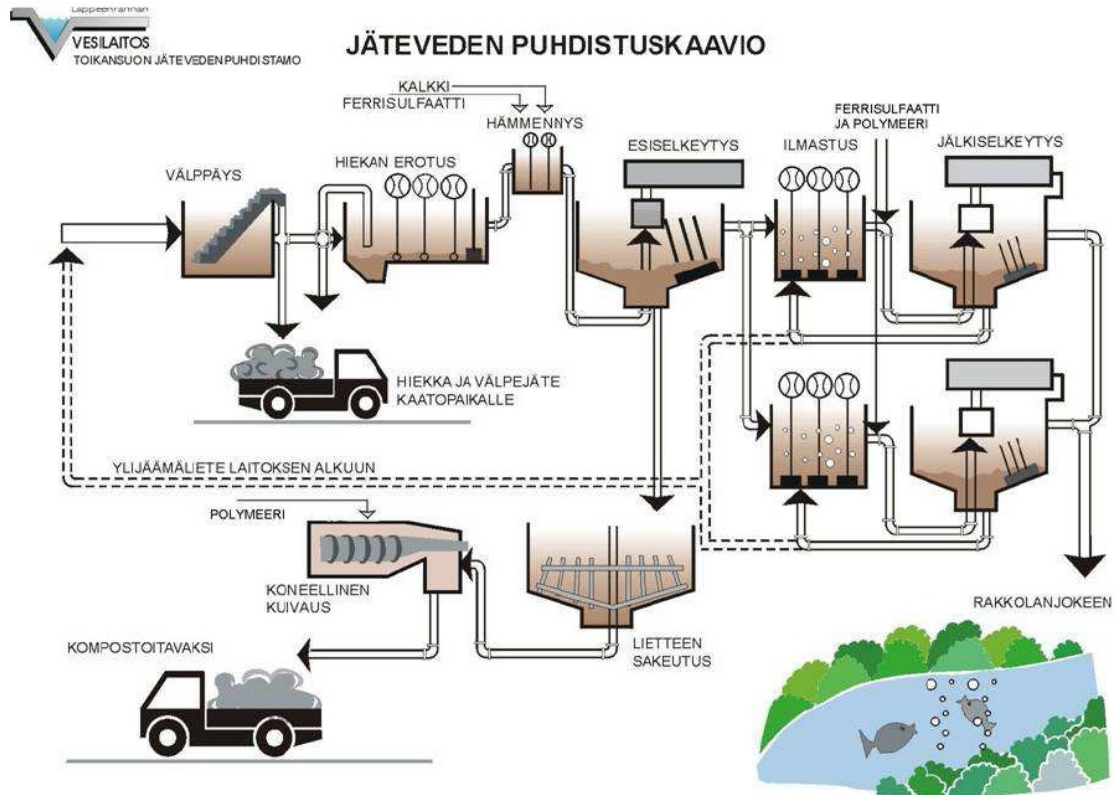 Lappeenrannan
VESILAITOS
TOIKANSUON JÄTEVEDENPUHDISTAMO
JÄTEVEDEN PUHDISTUSKAAVIO
KALKKI
FERRISULFAATTI
HÄMMENNYS
FERRISULFAATTI
JA POLYMEERI
VÄLPPÄYS
HIEKAN EROTUS
ESISELKEYTYS
ILMASTUS
JÄLKISELKEYTYS
HIEKKA JA VÄLPEJÄTE
KAATOPAIKALLE
YLIJÄÄMÄLIETE LAITOKSEN ALKUUN
POLYMEERI
KONEELLINEN
KUIVAUS
LIETTEEN
SAKEUTUS
RAKKOLANJOKEEN
KOMPOSTOITAVAKSI